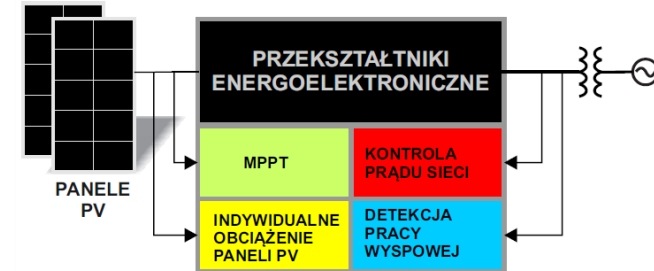 PRZEKSZTAŁTNIKI
ENERGOELEKTRONICZNE
MPPT
KONTROLA
PRĄDU SIECI
PANELE
PV
INDYWIDUALNE
OBCIĄŻENIE
PANELI PV
DETEKCJA
PRACY
WYSPOWEJ